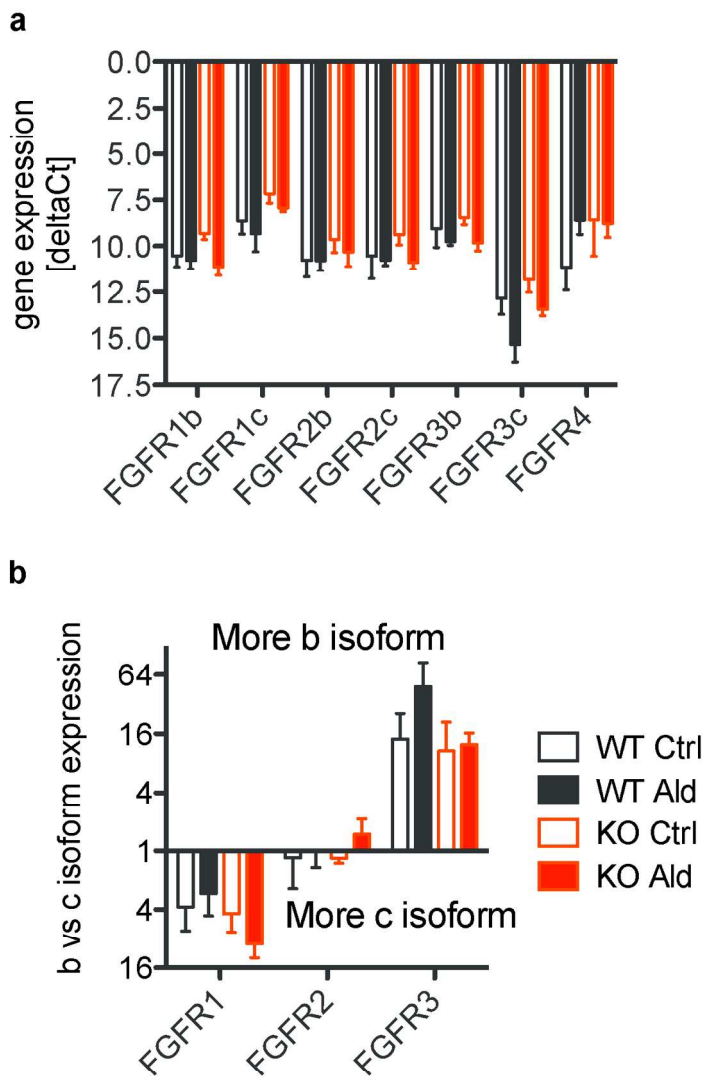 a
gene expression
[deltaCt]
0.0
2.5
5.0
7.5
10.0
12.5
15.0
17.5
FGFR1b
FGFR1c
FGFR2b
FGFR2c
FGFR3b
FGFR3c
FGFR4
b
b vs c isoform expression
More b isoform
64
16
4
1
4
16
More c isoform
FGFR1
FGFR2
FGFR3
WT Ctrl
WT Ald
KO Ctrl
KO Ald